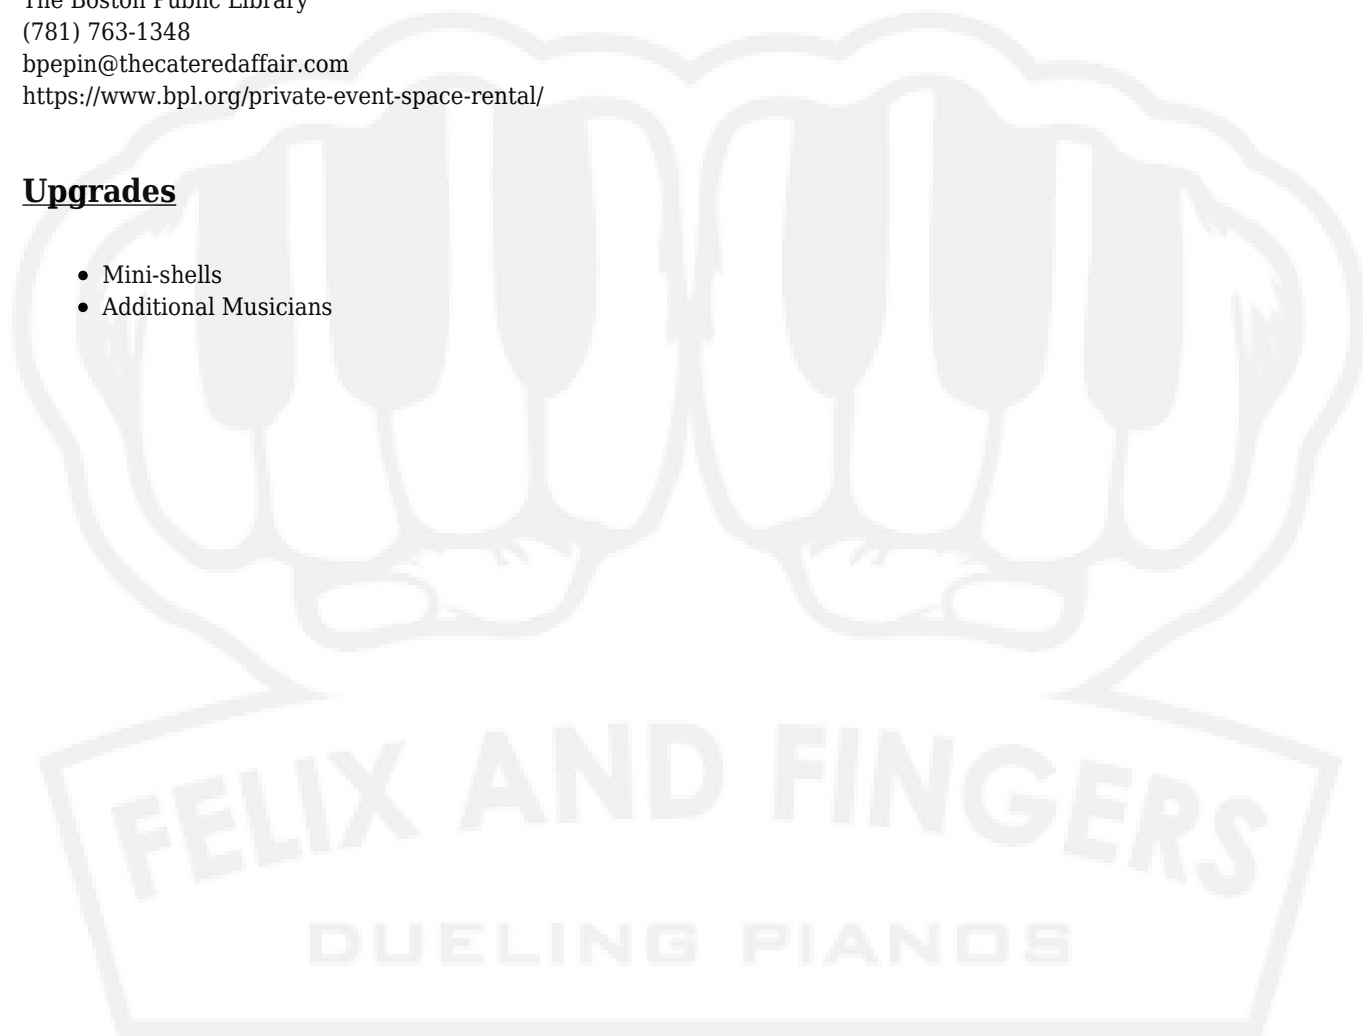 The Boston Public Library
(781) 763-1348
bpepin@thecateredaffair.com
https://www.bpl.org/private-event-space-rental/
Upgrades
Mini-shells
Additional Musicians
FELIX AND FINGERS
DUELING PIANOS